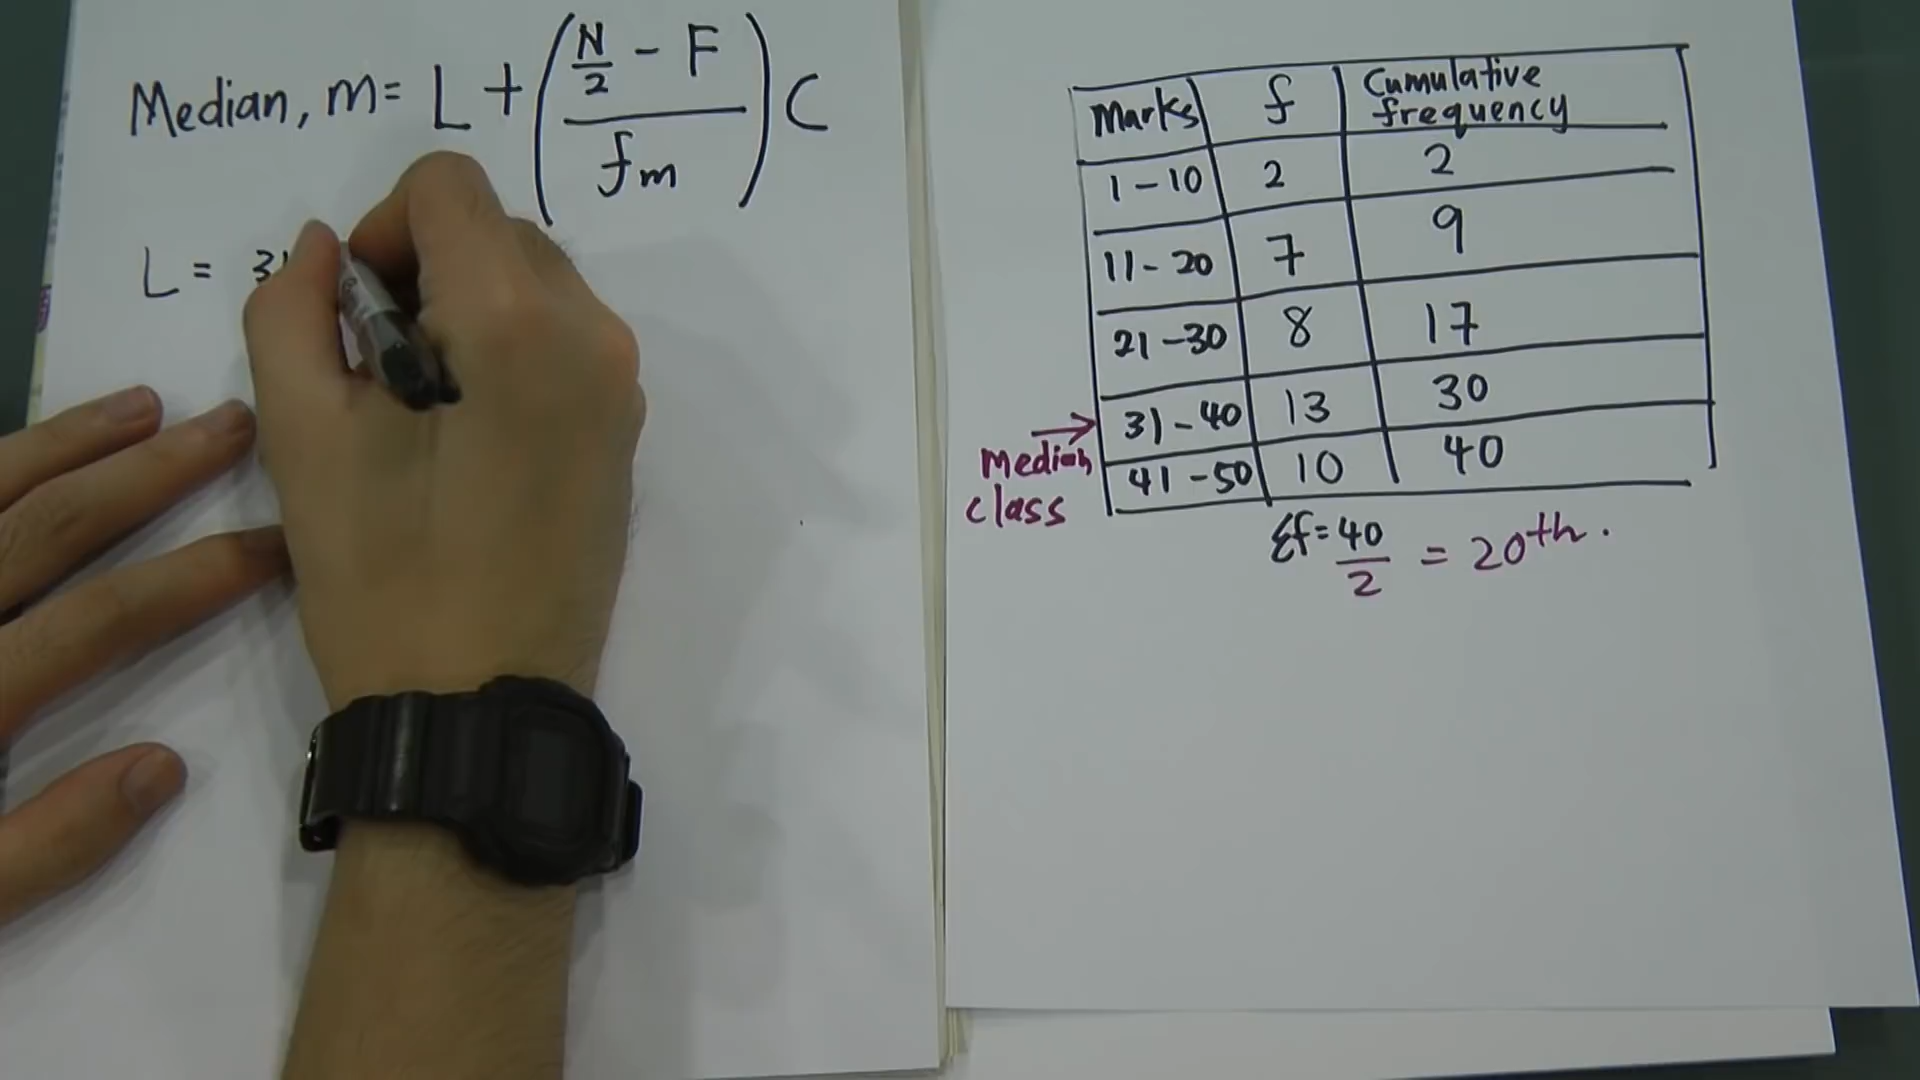 Median, m = L + ( (N/2 - F) / fm ) C
L = 31
Marks f Cumulative frequency
1 - 10 2 2
11 - 20 7 9
21 - 30 8 17
31 - 40 13 30
41 - 50 10 40
Median
class
Σf = 40/2 = 20th.